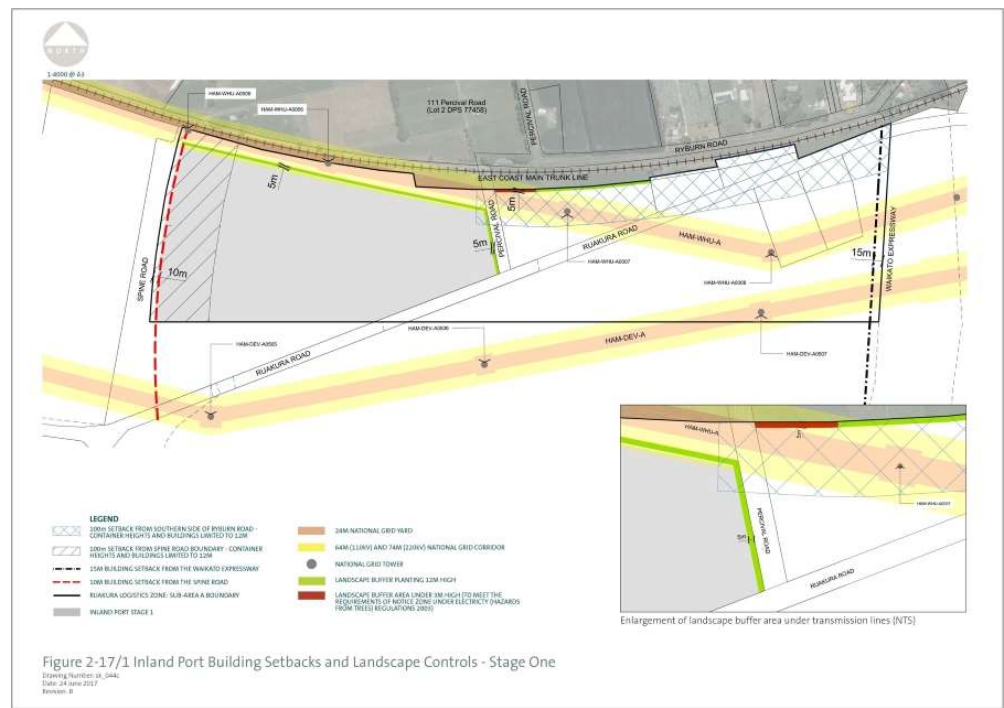 NORTH
1:4000 @ A3
HAM-WHU-A0005
111 Percival Road
(Lot 2 DPS 77458)
PERCIVAL ROAD
RYBURN ROAD
EAST COAST MAIN TRUNK LINE
5m
5m
PERCIVAL ROAD
5m
RUAKURA ROAD
HAM-WHU-A
HAM-WHU-A0007
HAM-WHU-A0008
15m
WAIKATO EXPRESSWAY
SPINE ROAD
10m
HAM-DEV-A0505
HAM-DEV-A0506
HAM-DEV-A
HAM-DEV-A0507
RUAKURA ROAD
HAM-WHU-A
5m
HAM-WHU-A0007
PERCIVAL ROAD
5m
RUAKURA ROAD
Enlargement of landscape buffer area under transmission lines (NTS)
LEGEND
100m SETBACK FROM SOUTHERN SIDE OF RYBURN ROAD -
CONTAINER HEIGHTS AND BUILDINGS LIMITED TO 12M
100m SETBACK FROM SPINE ROAD BOUNDARY - CONTAINER
HEIGHTS AND BUILDINGS LIMITED TO 12M
15M BUILDING SETBACK FROM THE WAIKATO EXPRESSWAY
10M BUILDING SETBACK FROM THE SPINE ROAD
RUAKURA LOGISTICS ZONE: SUB-AREA A BOUNDARY
INLAND PORT STAGE 1
24M NATIONAL GRID YARD
64M (110KV) AND 74M (220KV) NATIONAL GRID CORRIDOR
NATIONAL GRID TOWER
LANDSCAPE BUFFER PLANTING 12M HIGH
LANDSCAPE BUFFER AREA UNDER 3M HIGH (TO MEET THE
REQUIREMENTS OF NOTICE ZONE UNDER ELECTRICTY (HAZARDS
FROM TREES) REGULATIONS 2003)
Figure 2-17/1 Inland Port Building Setbacks and Landscape Controls - Stage One
Drawing Number: sk_044c
Date: 24 June 2017
Revision: B